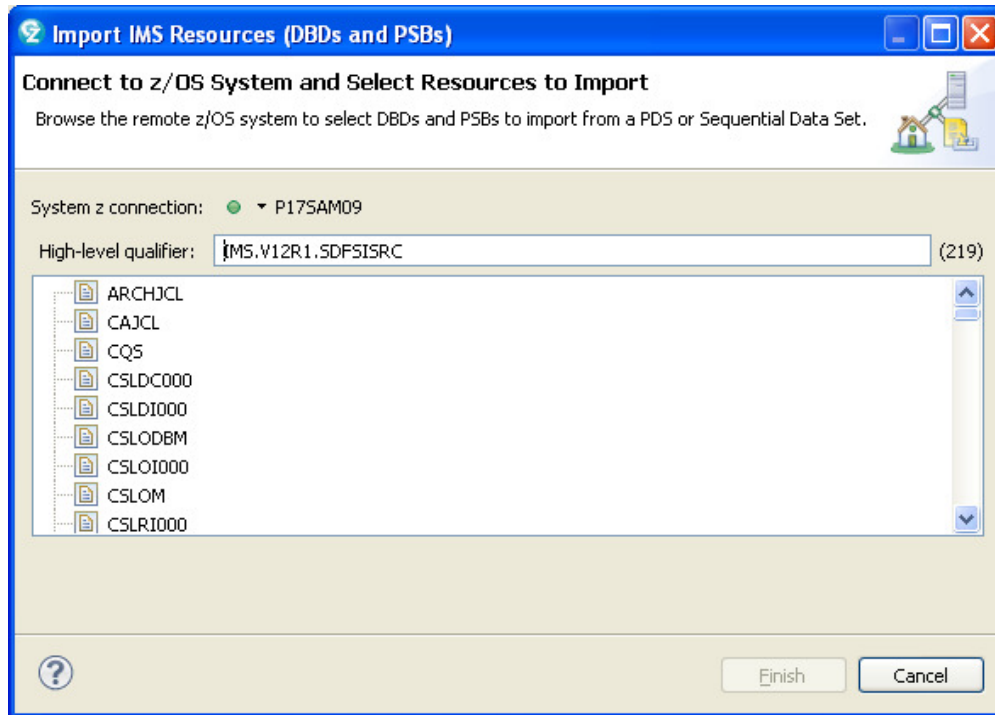 Import IMS Resources (DBDs and PSBs)
Connect to z/OS System and Select Resources to Import
Browse the remote z/OS system to select DBDs and PSBs to import from a PDS or Sequential Data Set.
System z connection: P17SAM09
High-level qualifier: IMS.V12R1.SDFSISRC (219)
ARCHJCL
CAJCL
CQS
CSLDC000
CSLDI000
CSLODBM
CSLOI000
CSLOM
CSLRI000
? Finish Cancel